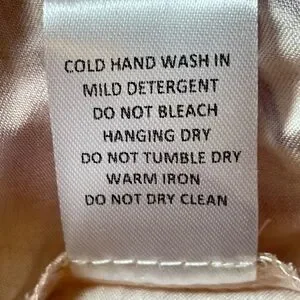 COLD HAND WASH IN
MILD DETERGENT
DO NOT BLEACH
HANGING DRY
DO NOT TUMBLE DRY
WARM IRON
DO NOT DRY CLEAN